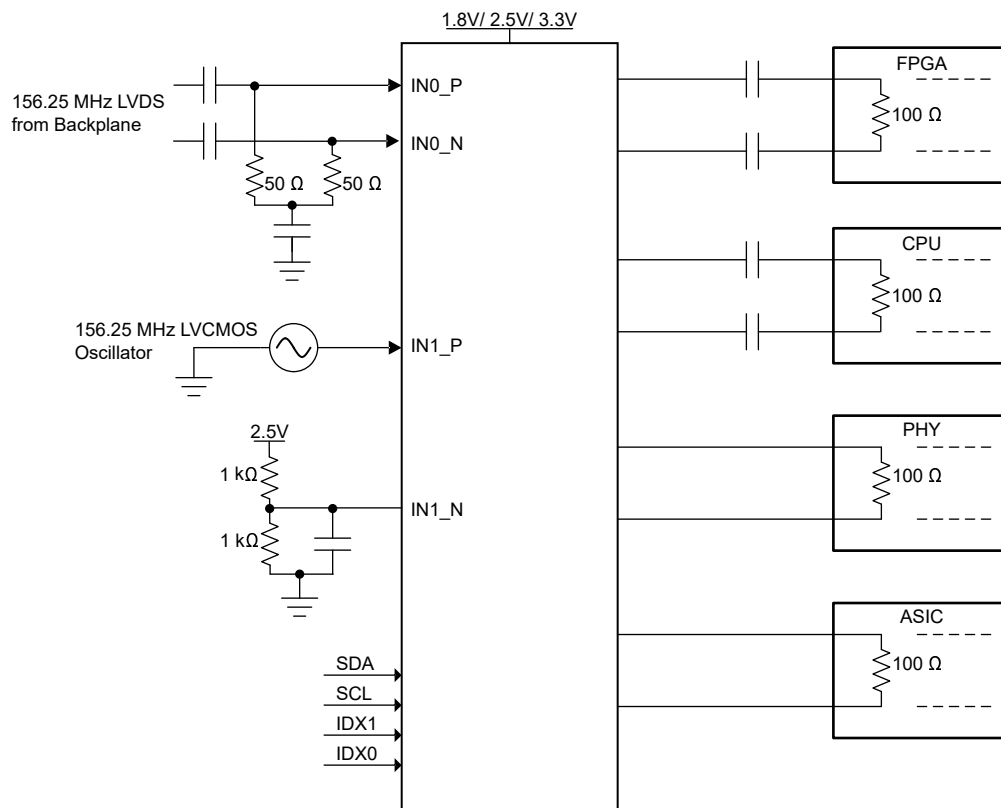 1.8V/ 2.5V/ 3.3V
156.25 MHz LVDS
from Backplane
IN0_P
IN0_N
50 Ω
50 Ω
156.25 MHz LVCMOS
Oscillator
IN1_P
2.5V
1 kΩ
1 kΩ
IN1_N
SDA
SCL
IDX1
IDX0
FPGA
100 Ω
CPU
100 Ω
PHY
100 Ω
ASIC
100 Ω